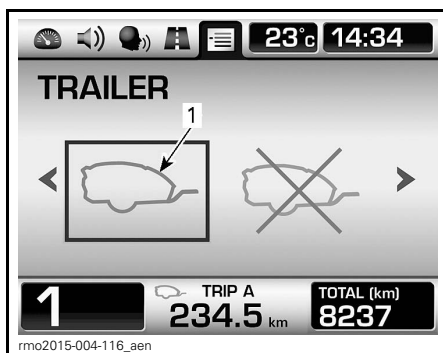 23°c 14:34
TRAILER
1
1 TRIP A TOTAL (km)
234.5 km 8237
rmo2015-004-116_aen